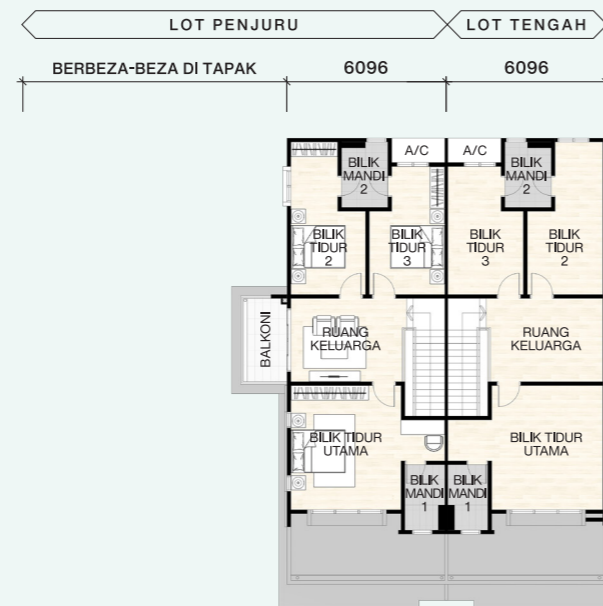 LOT PENJURU
LOT TENGAH
BERBEZA-BEZA DI TAPAK
6096
6096
A/C
A/C
BILIK
MANDI
2
BILIK
MANDI
2
BILIK
TIDUR
2
BILIK
TIDUR
3
BILIK
TIDUR
3
BILIK
TIDUR
2
BALKONI
RUANG
KELUARGA
RUANG
KELUARGA
BILIK TIDUR
UTAMA
BILIK TIDUR
UTAMA
BILIK
MANDI
1
BILIK
MANDI
1